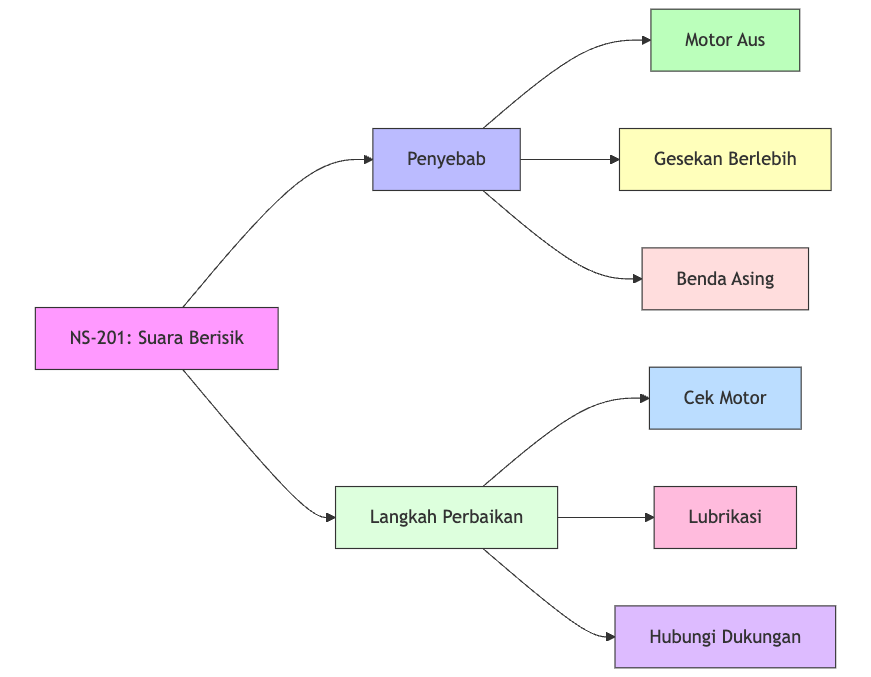 Motor Aus
Penyebab
Gesekan Berlebih
Benda Asing
NS-201: Suara Berisik
Cek Motor
Langkah Perbaikan
Lubrikasi
Hubungi Dukungan